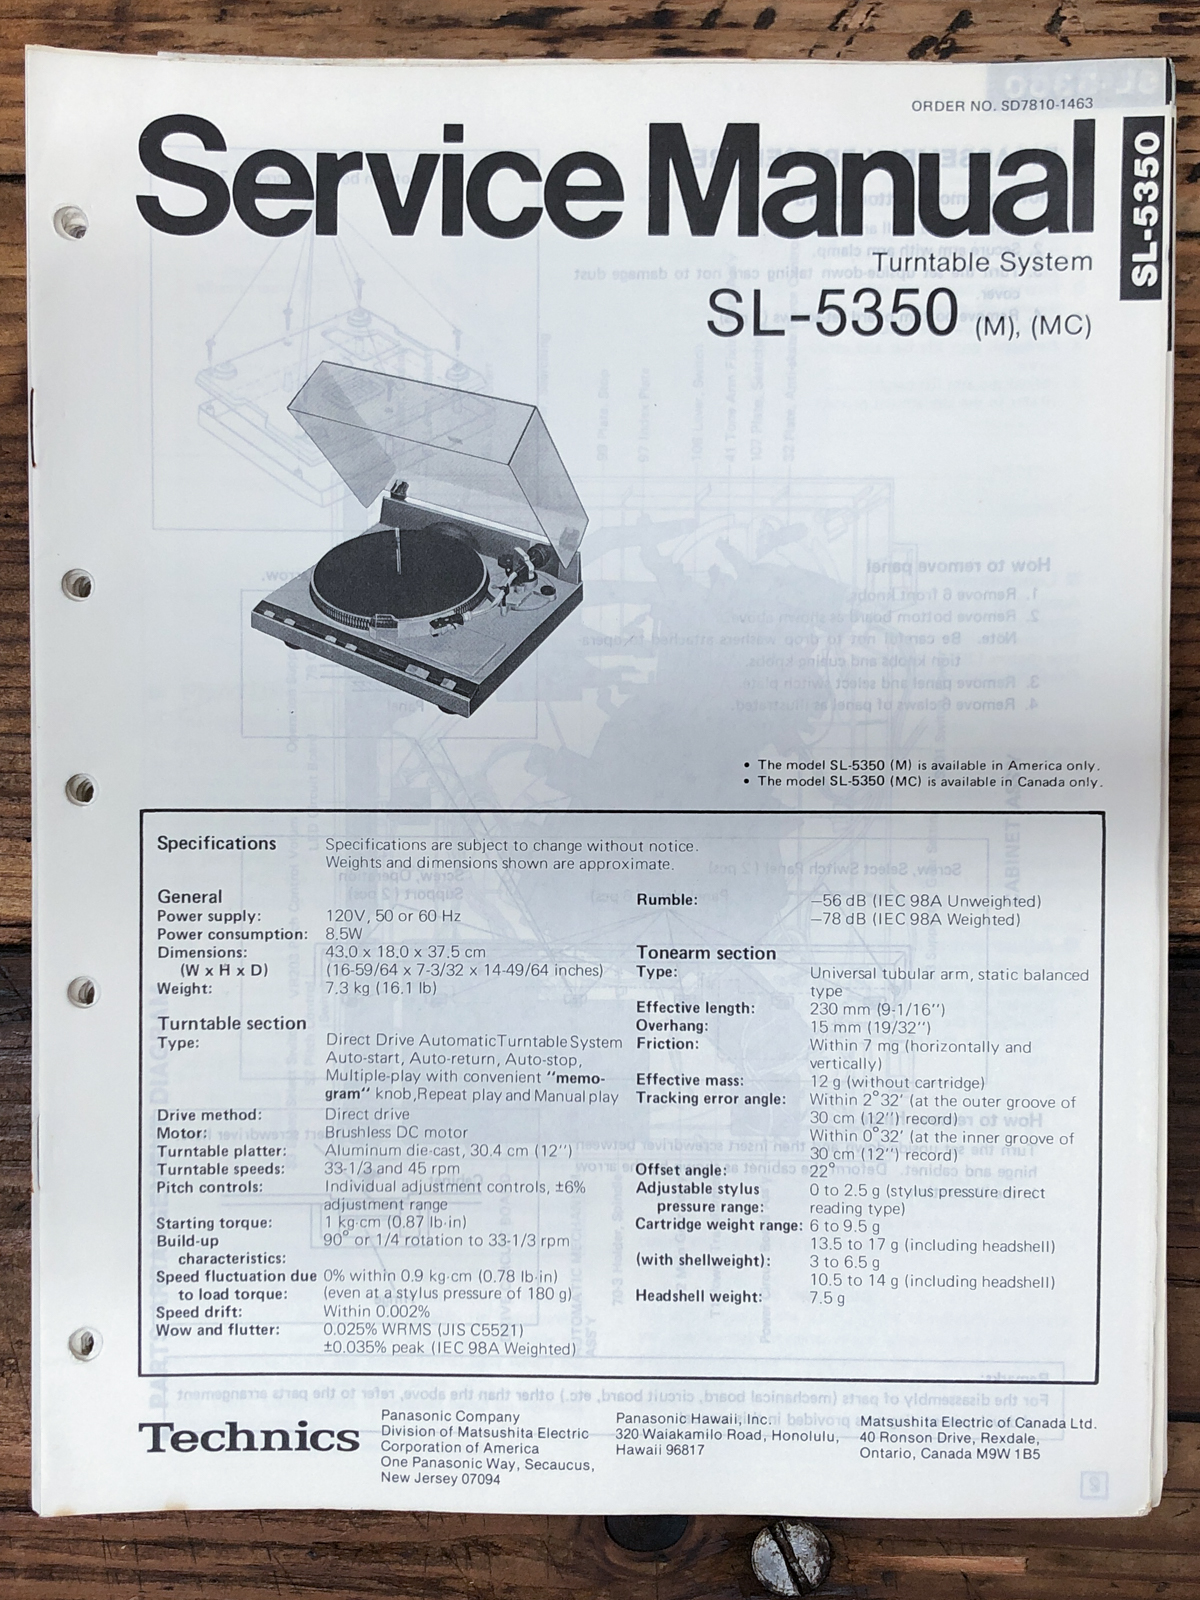 ORDER NO. SD7810-1463
Service Manual
SL-5350
Turntable System
SL-5350 (M), (MC)
• The model SL-5350 (M) is available in America only.
• The model SL-5350 (MC) is available in Canada only.
Specifications
Specifications are subject to change without notice.
Weights and dimensions shown are approximate.
General
Power supply: 120V, 50 or 60 Hz
Power consumption: 8.5W
Dimensions: 43.0 x 18.0 x 37.5 cm
(W x H x D) (16-59/64 x 7-3/32 x 14-49/64 inches)
Weight: 7.3 kg (16.1 lb)
Turntable section
Type: Direct Drive Automatic Turntable System
Auto-start, Auto-return, Auto-stop,
Multiple-play with convenient "memo-
gram" knob, Repeat play and Manual play
Drive method: Direct drive
Motor: Brushless DC motor
Turntable platter: Aluminum die-cast, 30.4 cm (12")
Turntable speeds: 33-1/3 and 45 rpm
Pitch controls: Individual adjustment controls, ±6%
adjustment range
Starting torque: 1 kg·cm (0.87 lb·in)
Build-up 90° or 1/4 rotation to 33-1/3 rpm
characteristics:
Speed fluctuation due 0% within 0.9 kg·cm (0.78 lb·in)
to load torque: (even at a stylus pressure of 180 g)
Speed drift: Within 0.002%
Wow and flutter: 0.025% WRMS (JIS C5521)
±0.035% peak (IEC 98A Weighted)
Rumble: −56 dB (IEC 98A Unweighted)
−78 dB (IEC 98A Weighted)
Tonearm section
Type: Universal tubular arm, static balanced
type
Effective length: 230 mm (9-1/16")
Overhang: 15 mm (19/32")
Friction: Within 7 mg (horizontally and
vertically)
Effective mass: 12 g (without cartridge)
Tracking error angle: Within 2°32' (at the outer groove of
30 cm (12") record)
Within 0°32' (at the inner groove of
30 cm (12") record)
Offset angle: 22°
Adjustable stylus 0 to 2.5 g (stylus pressure direct
pressure range: reading type)
Cartridge weight range: 6 to 9.5 g
13.5 to 17 g (including headshell)
(with shellweight): 3 to 6.5 g
10.5 to 14 g (including headshell)
Headshell weight: 7.5 g
Technics
Panasonic Company
Division of Matsushita Electric
Corporation of America
One Panasonic Way, Secaucus,
New Jersey 07094
Panasonic Hawaii, Inc.
320 Waiakamilo Road, Honolulu,
Hawaii 96817
Matsushita Electric of Canada Ltd.
40 Ronson Drive, Rexdale,
Ontario, Canada M9W 1B5